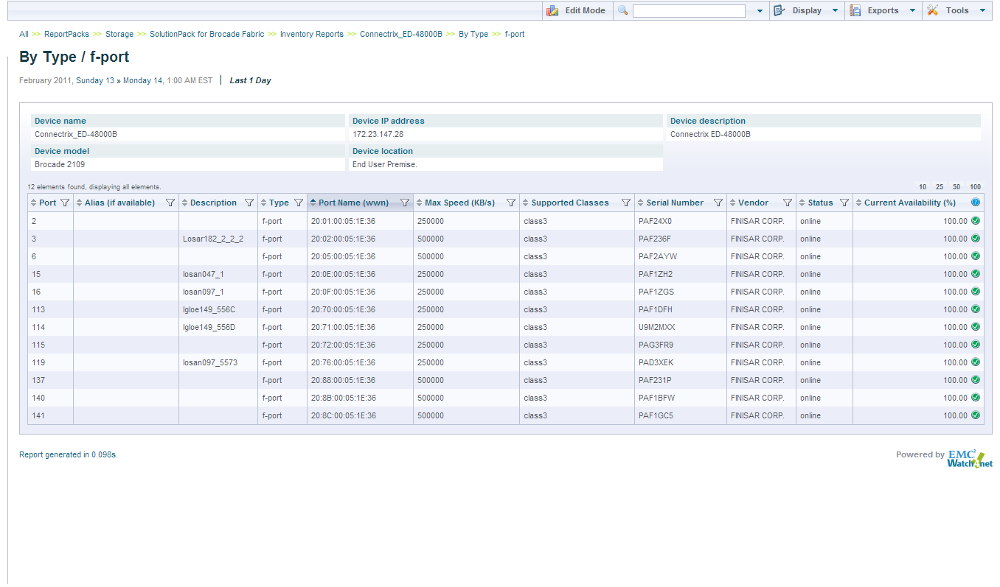 Edit Mode Display Exports Tools
All >> ReportPacks >> Storage >> SolutionPack for Brocade Fabric >> Inventory Reports >> Connectrix_ED-48000B >> By Type >> f-port
By Type / f-port
February 2011, Sunday 13 » Monday 14, 1:00 AM EST | Last 1 Day
Device name Device IP address Device description
Connectrix_ED-48000B 172.23.147.28 Connectrix ED-48000B
Device model Device location
Brocade 2109 End User Premise.
12 elements found, displaying all elements. 10 25 50 100
Port Alias (if available) Description Type Port Name (wwn) Max Speed (KB/s) Supported Classes Serial Number Vendor Status Current Availability (%)
2 f-port 20:01:00:05:1E:36 250000 class3 PAF24X0 FINISAR CORP. online 100.00
3 Losar182_2_2_2 f-port 20:02:00:05:1E:36 500000 class3 PAF236F FINISAR CORP. online 100.00
6 f-port 20:05:00:05:1E:36 500000 class3 PAF2AYW FINISAR CORP. online 100.00
15 losan047_1 f-port 20:0E:00:05:1E:36 250000 class3 PAF1ZH2 FINISAR CORP. online 100.00
16 losan097_1 f-port 20:0F:00:05:1E:36 250000 class3 PAF1ZGS FINISAR CORP. online 100.00
113 lgloe149_556C f-port 20:70:00:05:1E:36 250000 class3 PAF1DFH FINISAR CORP. online 100.00
114 lgloe149_556D f-port 20:71:00:05:1E:36 250000 class3 U9M2MXX FINISAR CORP. online 100.00
115 f-port 20:72:00:05:1E:36 250000 class3 PAG3FR9 FINISAR CORP. online 100.00
119 losan097_5573 f-port 20:76:00:05:1E:36 250000 class3 PAD3XEK FINISAR CORP. online 100.00
137 f-port 20:88:00:05:1E:36 500000 class3 PAF231P FINISAR CORP. online 100.00
140 f-port 20:8B:00:05:1E:36 500000 class3 PAF1BFW FINISAR CORP. online 100.00
141 f-port 20:8C:00:05:1E:36 500000 class3 PAF1GC5 FINISAR CORP. online 100.00
Report generated in 0.098s. Powered by EMC²
Watch4net